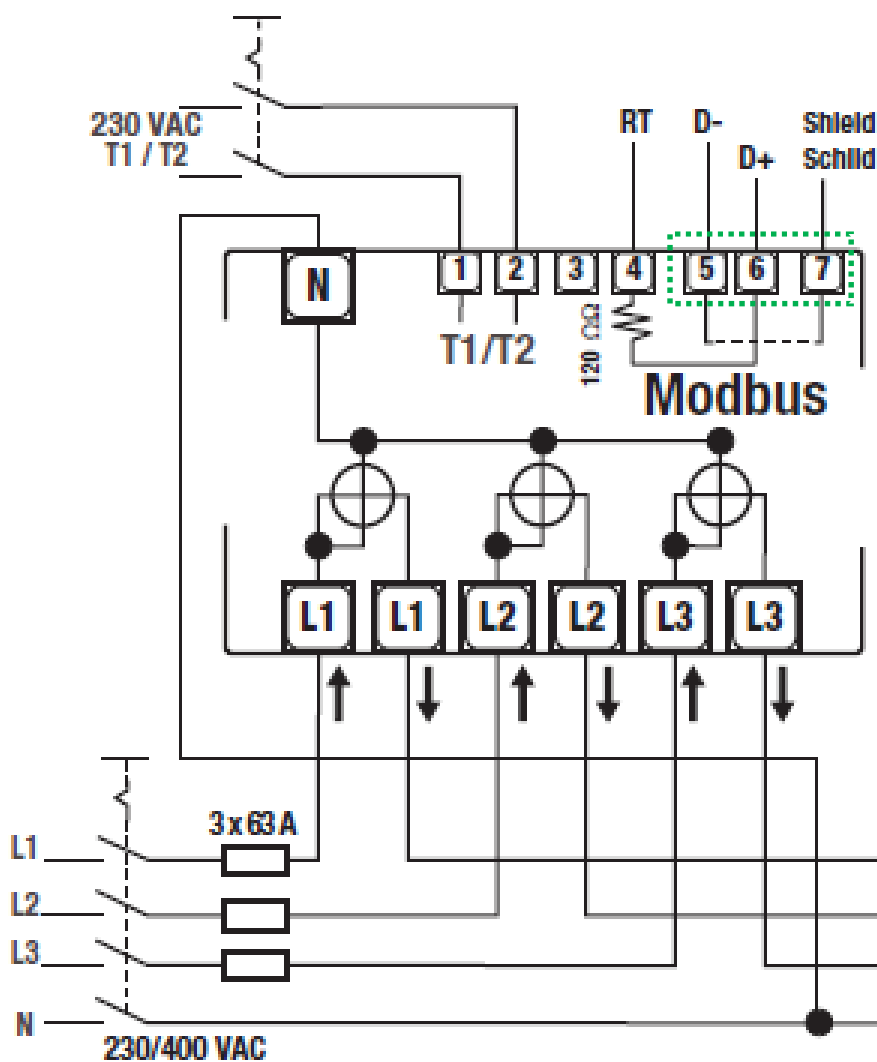 230 VAC
T1 / T2
RT
D-
D+
Shield
Schild
N
1
2
3
4
5
6
7
T1/T2
120 ΩΩ
Modbus
L1
L1
L2
L2
L3
L3
3 x 63 A
L1
L2
L3
N
230/400 VAC